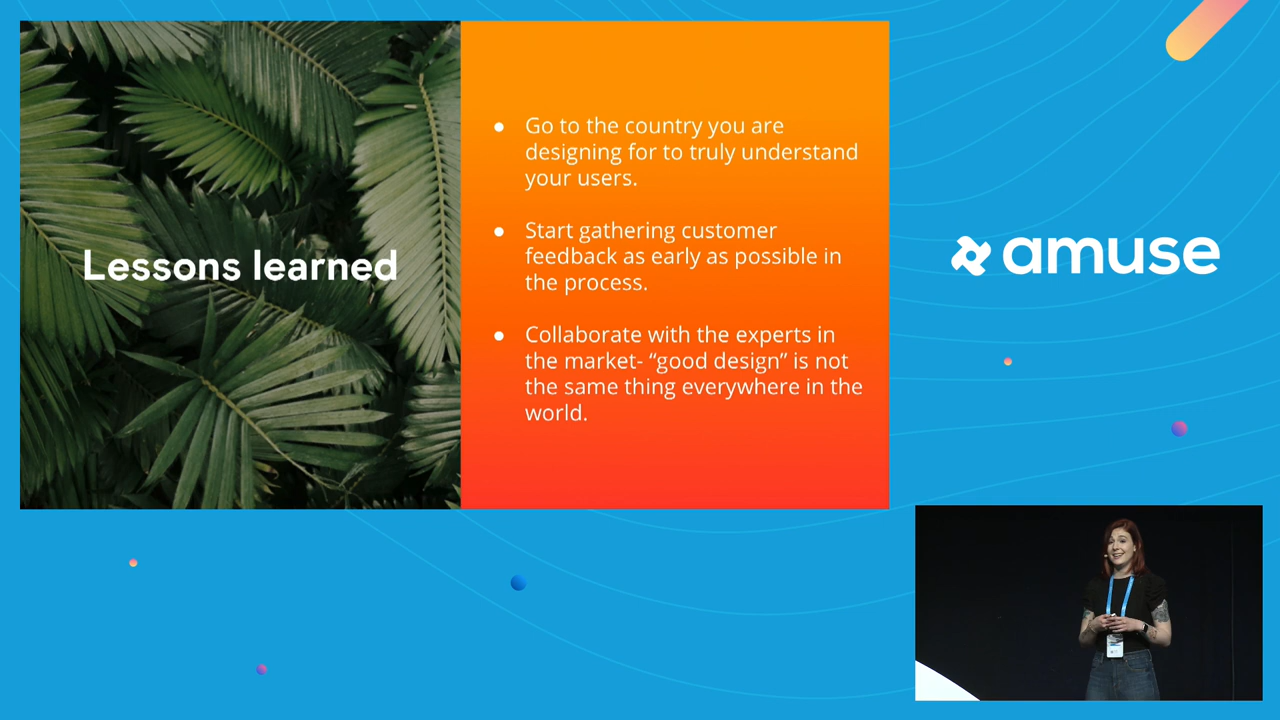 Lessons learned
● Go to the country you are
designing for to truly understand
your users.
● Start gathering customer
feedback as early as possible in
the process.
● Collaborate with the experts in
the market- “good design” is not
the same thing everywhere in the
world.
amuse